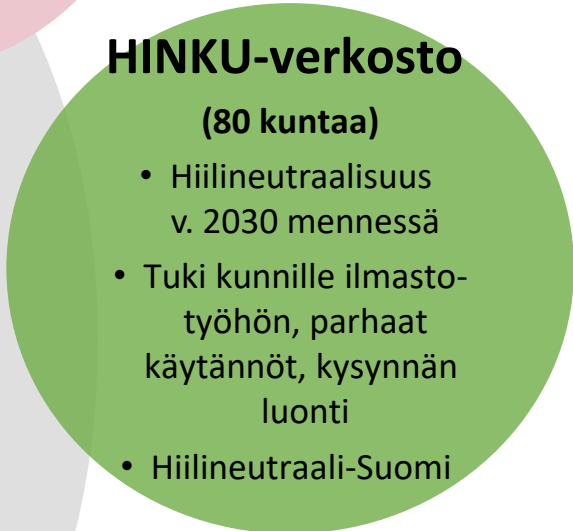 HINKU-verkosto
(80 kuntaa)
• Hiilineutraalisuus
v. 2030 mennessä
• Tuki kunnille ilmasto-
työhön, parhaat
käytännöt, kysynnän
luonti
• Hiilineutraali-Suomi